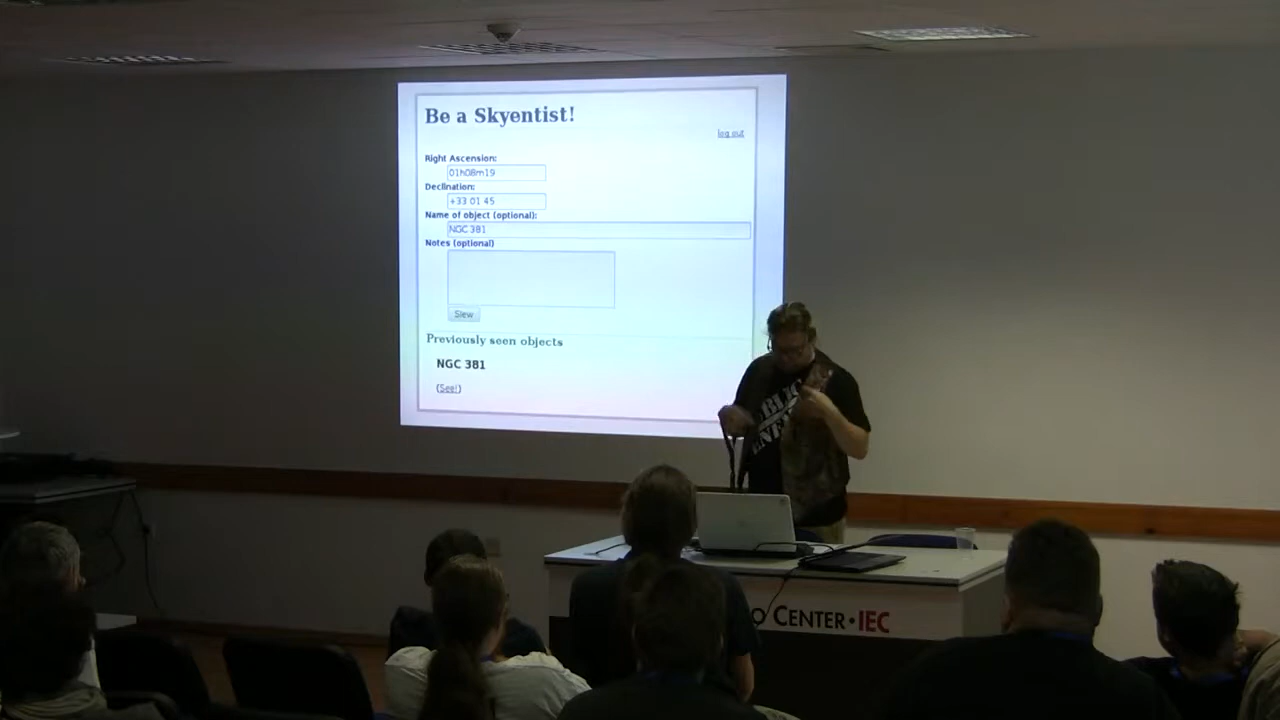 Be a Skyentist!
log out
Right Ascension:
01h08m19
Declination:
+33 01 45
Name of object (optional):
NGC 381
Notes (optional)
Slew
Previously seen objects
NGC 381
(See!)
CENTER•IEC